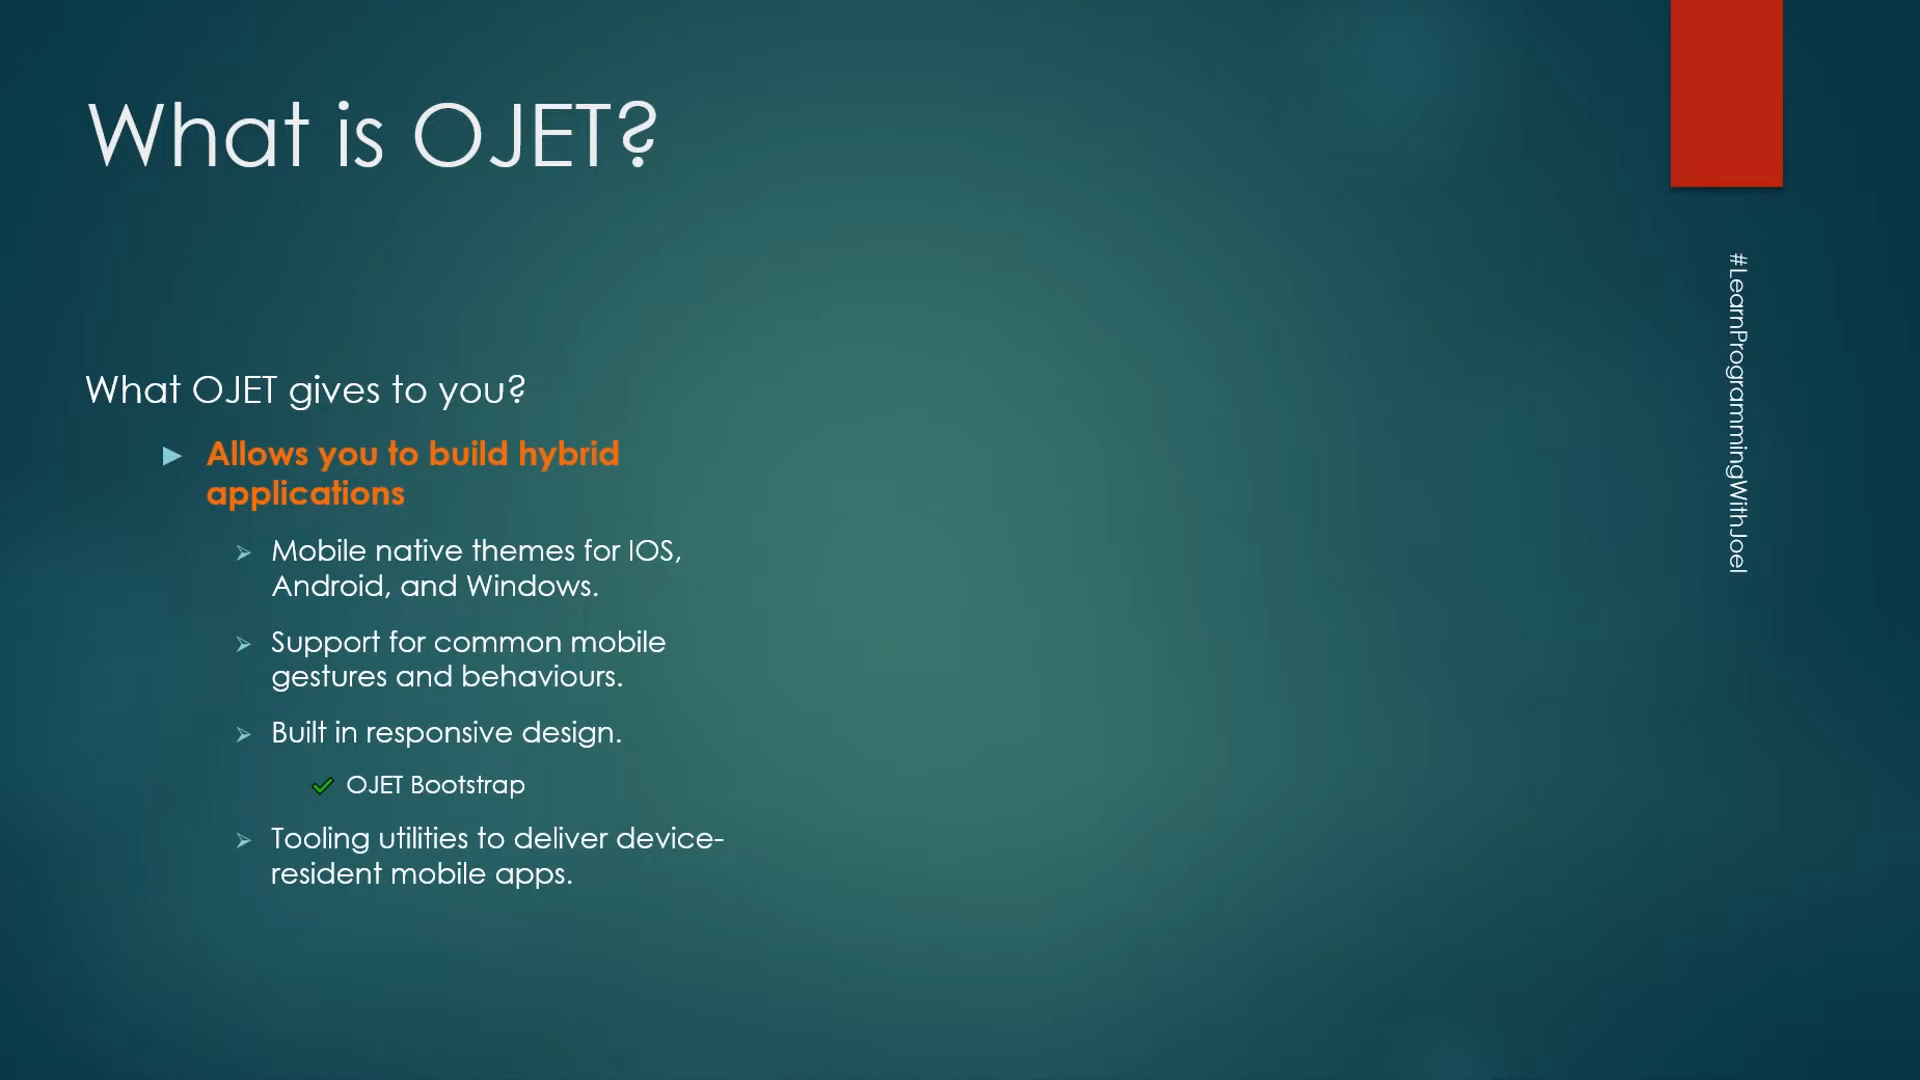 What is OJET?
What OJET gives to you?
Allows you to build hybrid
applications
Mobile native themes for IOS,
Android, and Windows.
Support for common mobile
gestures and behaviours.
Built in responsive design.
OJET Bootstrap
Tooling utilities to deliver device-
resident mobile apps.
#LearnProgrammingWithJoel